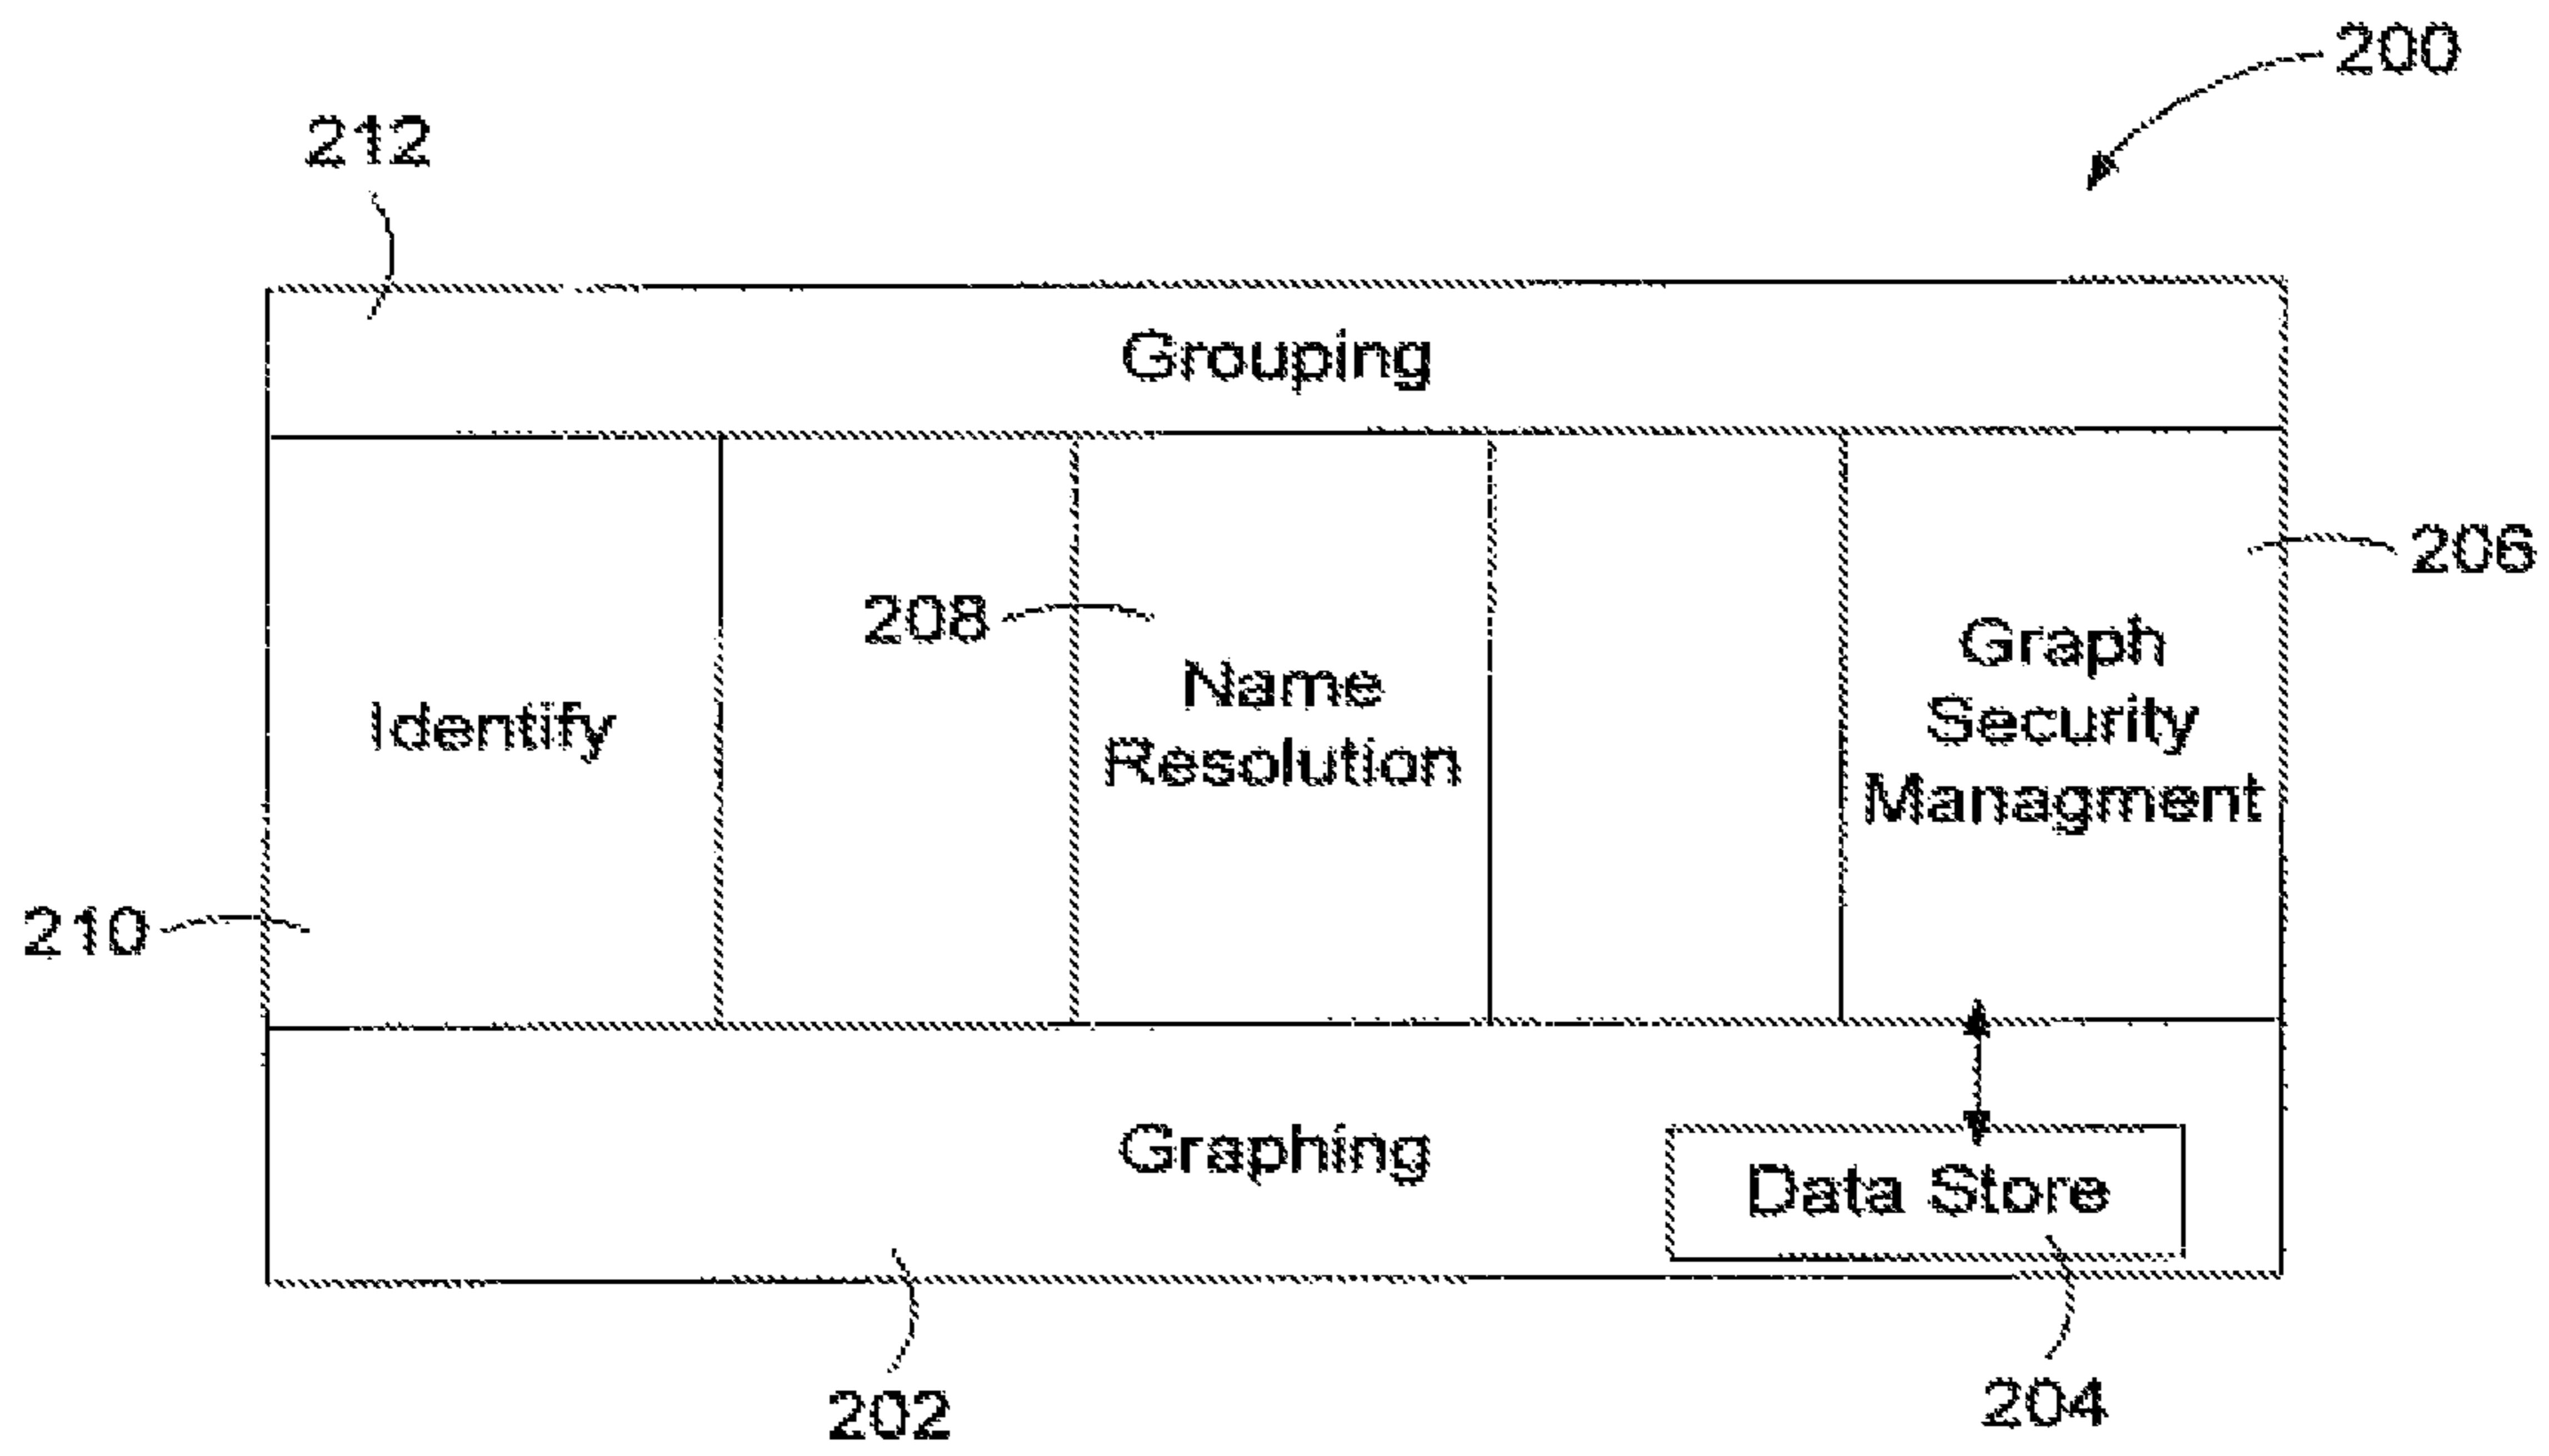 200
212
Grouping
206
208
Graph
Name
Security
Identify
Resolution
Managment
210
Graphing
Data Store
202
204